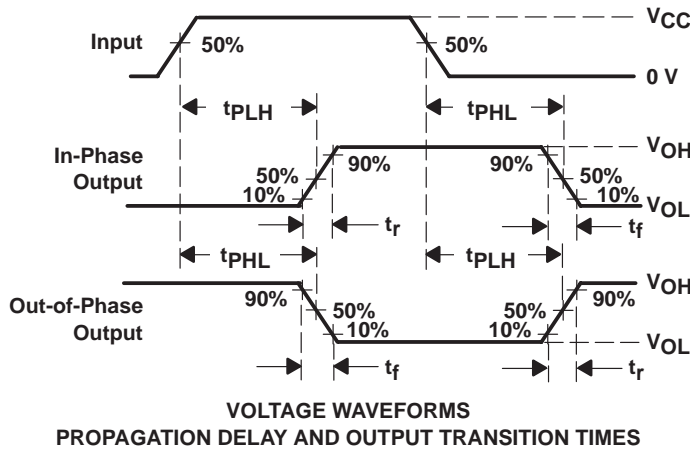 VCC
Input 50% 50%
0 V
tPLH tPHL
In-Phase Output 50% 10% 90% 90% 50% 10% VOH
VOL
tr tf
tPHL tPLH
Out-of-Phase Output 90% 50% 10% 50% 10% 90% VOH
VOL
tf tr
VOLTAGE WAVEFORMS
PROPAGATION DELAY AND OUTPUT TRANSITION TIMES